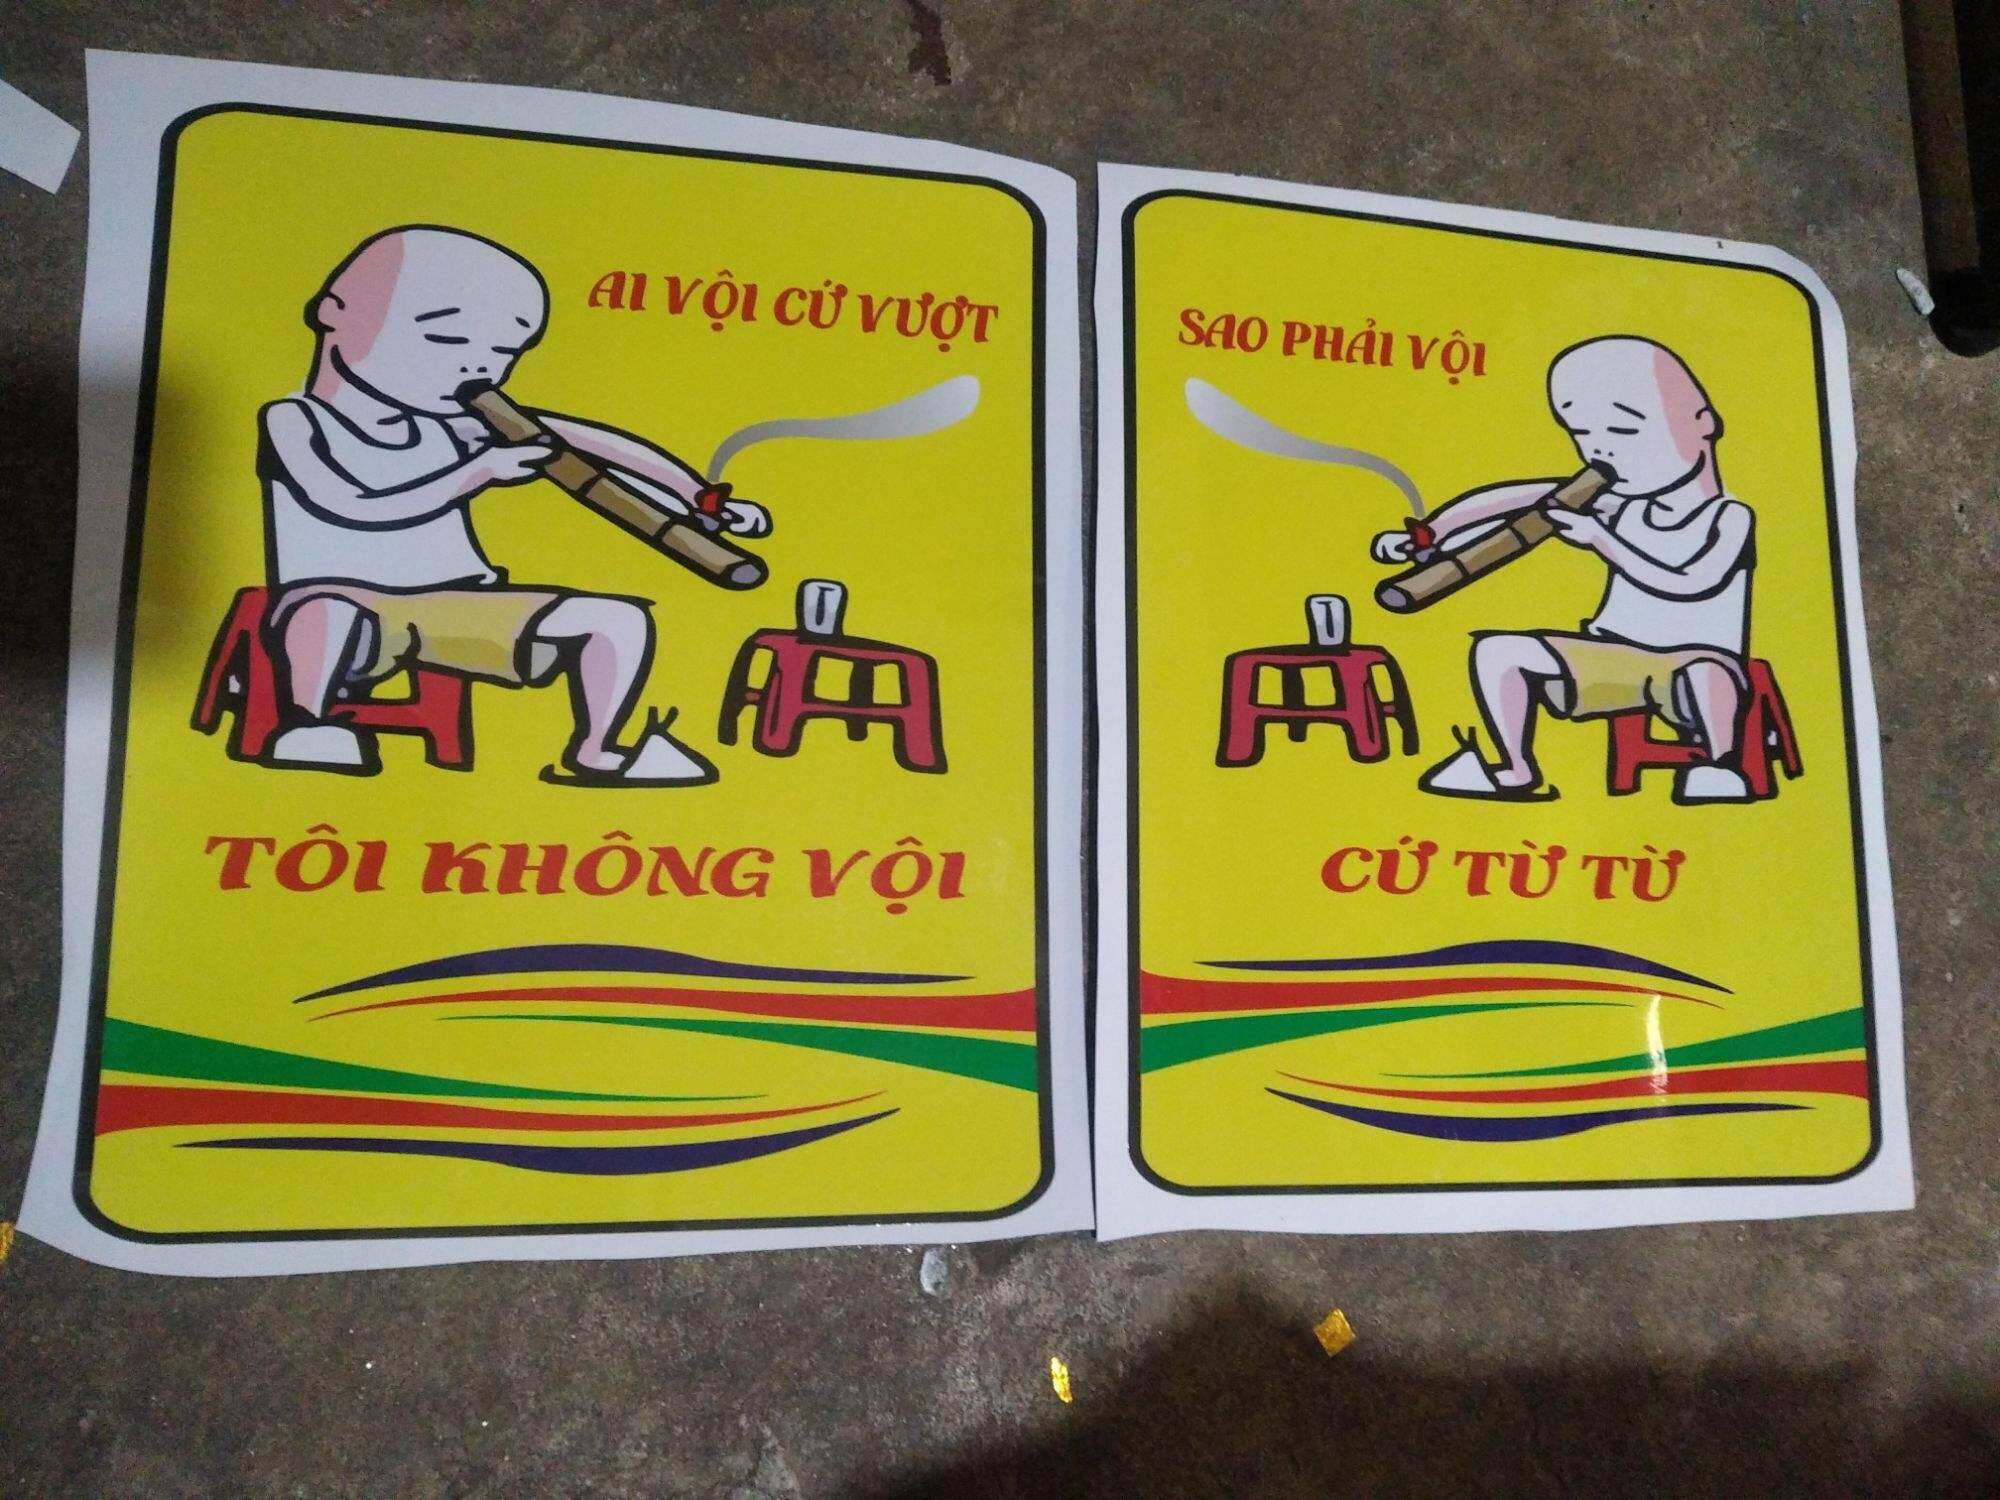 AI VỘI CỨ VƯỢT
TÔI KHÔNG VỘI
SAO PHẢI VỘI
CỨ TỪ TỪ